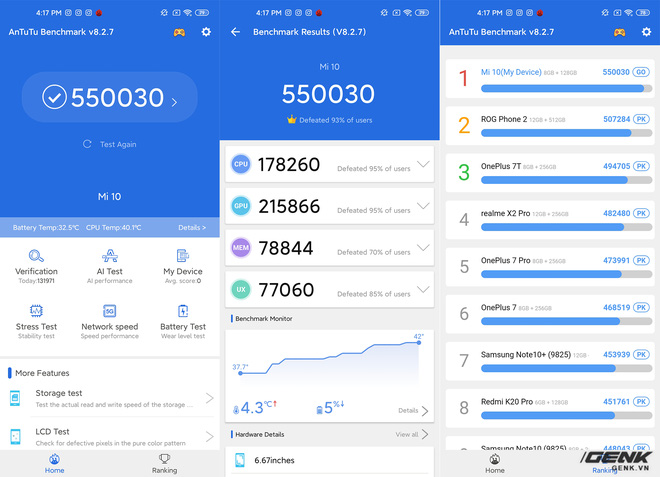 4:17 PM
AnTuTu Benchmark v8.2.7
550030
Test Again
Mi 10
Battery Temp:32.5°C CPU Temp:40.1°C Details >
Verification
Today:131971
AI Test
AI performance
My Device
Avg. score:0
Stress Test
Stability test
5G
Network speed
Speed performance
Battery Test
Wear level test
More Features
Storage test
Test the actual read and write speed of the storage ...
LCD Test
Check for defective pixels in the pure color pattern
Home
Ranking
4:17 PM
Benchmark Results (V8.2.7)
Mi 10
550030
Defeated 93% of users
CPU 178260 Defeated 95% of users
GPU 215866 Defeated 95% of users
MEM 78844 Defeated 70% of users
UX 77060 Defeated 85% of users
Benchmark Monitor
37.7°
42°
4.3°C↑ 5%↓ Details
Hardware Details View all
6.67inches
4:17 PM
AnTuTu Benchmark v8.2.7
1 Mi 10(My Device) 8GB + 128GB 550030 GO
2 ROG Phone 2 12GB + 512GB 507284 PK
3 OnePlus 7T 8GB + 256GB 494705 PK
4 realme X2 Pro 12GB + 256GB 482480 PK
5 OnePlus 7 Pro 8GB + 256GB 473991 PK
6 OnePlus 7 8GB + 256GB 468519 PK
7 Samsung Note10+ (9825) 12GB 453939 PK
8 Redmi K20 Pro 6GB + 128GB 451761 PK
Samsung Note10 (9825) 448043
Home
Ranking
GENK
GENK.VN